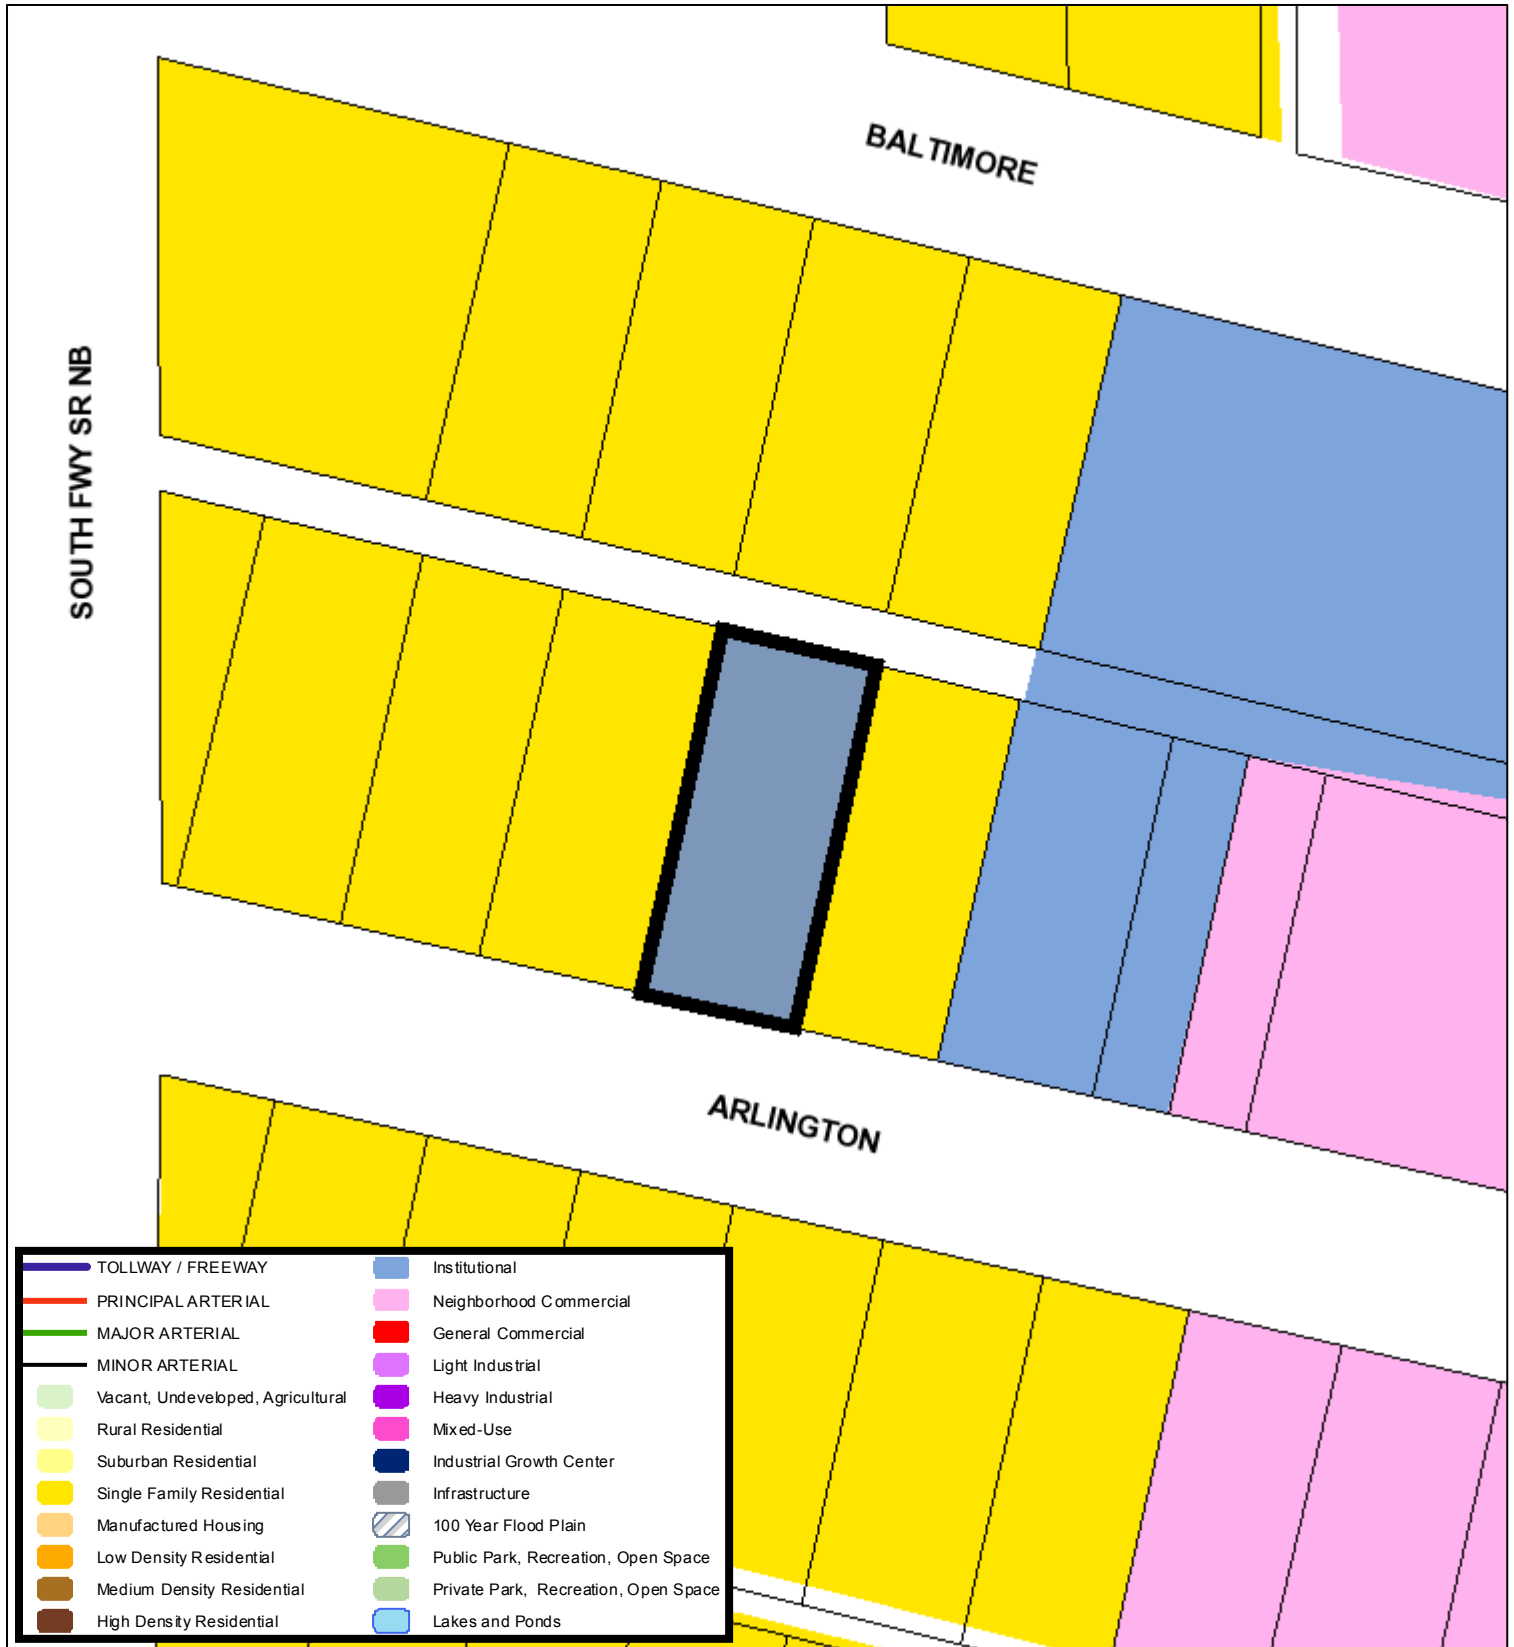 BALTIMORE
SOUTH FWY SR NB
ARLINGTON
TOLLWAY / FREEWAY
PRINCIPAL ARTERIAL
MAJOR ARTERIAL
MINOR ARTERIAL
Vacant, Undeveloped, Agricultural
Rural Residential
Suburban Residential
Single Family Residential
Manufactured Housing
Low Density Residential
Medium Density Residential
High Density Residential
Institutional
Neighborhood Commercial
General Commercial
Light Industrial
Heavy Industrial
Mixed-Use
Industrial Growth Center
Infrastructure
100 Year Flood Plain
Public Park, Recreation, Open Space
Private Park, Recreation, Open Space
Lakes and Ponds